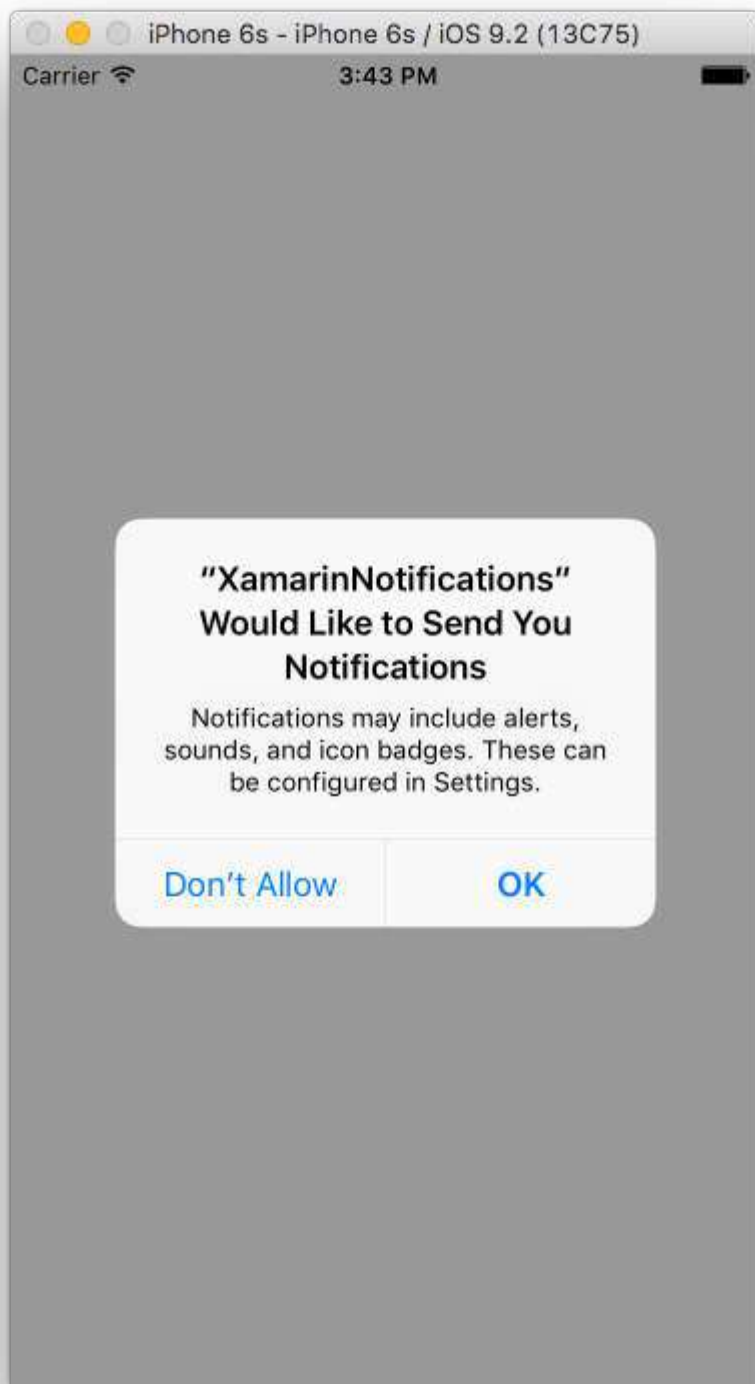 iPhone 6s - iPhone 6s / iOS 9.2 (13C75)
Carrier 3:43 PM
"XamarinNotifications"
Would Like to Send You
Notifications
Notifications may include alerts,
sounds, and icon badges. These can
be configured in Settings.
Don't Allow OK